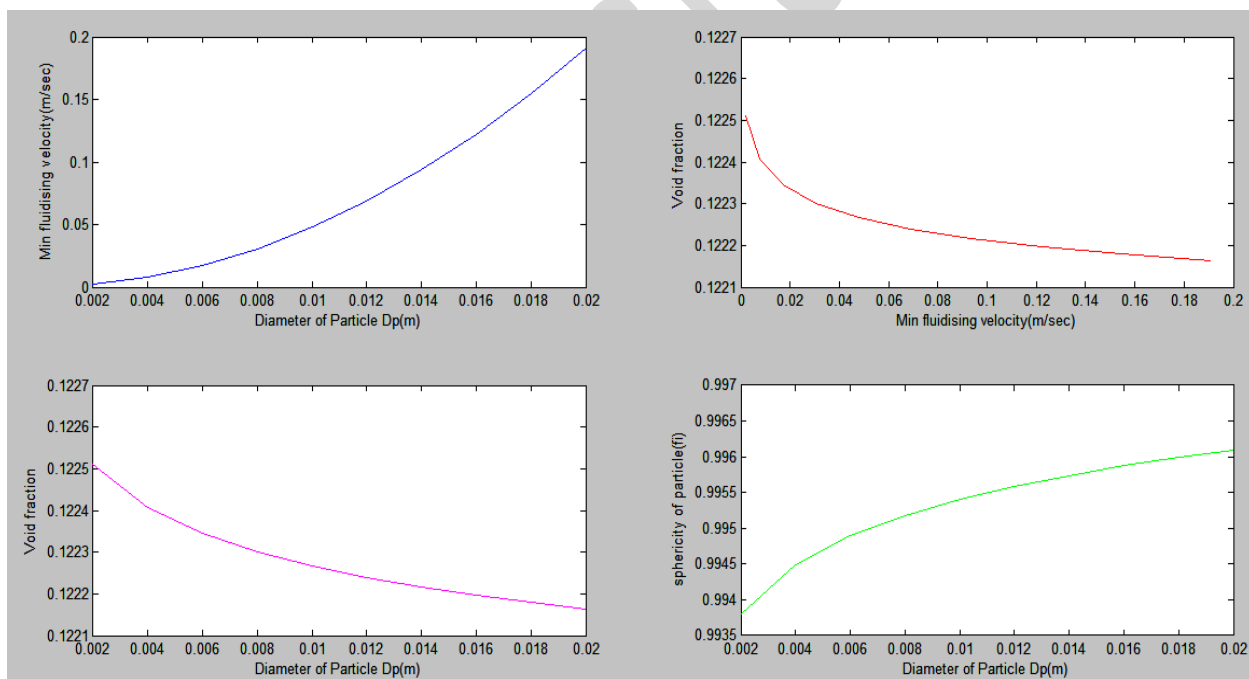 0.2
0.15
0.1
0.05
0
Min fluidising velocity(m/sec)
0.002 0.004 0.006 0.008 0.01 0.012 0.014 0.016 0.018 0.02
Diameter of Particle Dp(m)
0.1227
0.1226
0.1225
0.1224
0.1223
0.1222
0.1221
Void fraction
0 0.02 0.04 0.06 0.08 0.1 0.12 0.14 0.16 0.18 0.2
Min fluidising velocity(m/sec)
0.1227
0.1226
0.1225
0.1224
0.1223
0.1222
0.1221
Void fraction
0.002 0.004 0.006 0.008 0.01 0.012 0.014 0.016 0.018 0.02
Diameter of Particle Dp(m)
0.997
0.9965
0.996
0.9955
0.995
0.9945
0.994
0.9935
sphericity of particle(fi)
0.002 0.004 0.006 0.008 0.01 0.012 0.014 0.016 0.018 0.02
Diameter of Particle Dp(m)